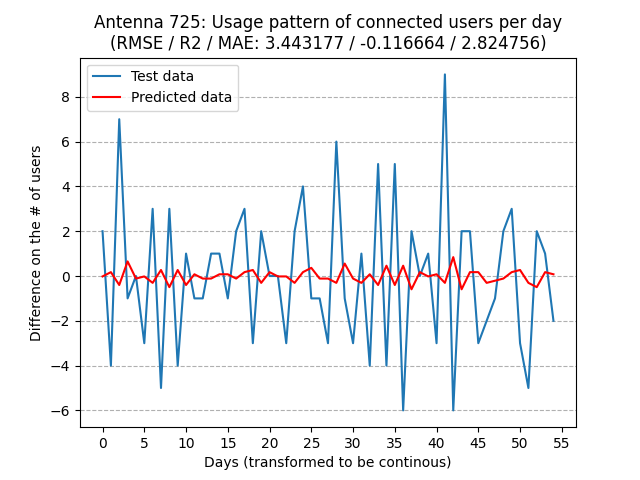 Antenna 725: Usage pattern of connected users per day
(RMSE / R2 / MAE: 3.443177 / -0.116664 / 2.824756)
Test data
Predicted data
Difference on the # of users
8
6
4
2
0
−2
−4
−6
0 5 10 15 20 25 30 35 40 45 50 55
Days (transformed to be continous)